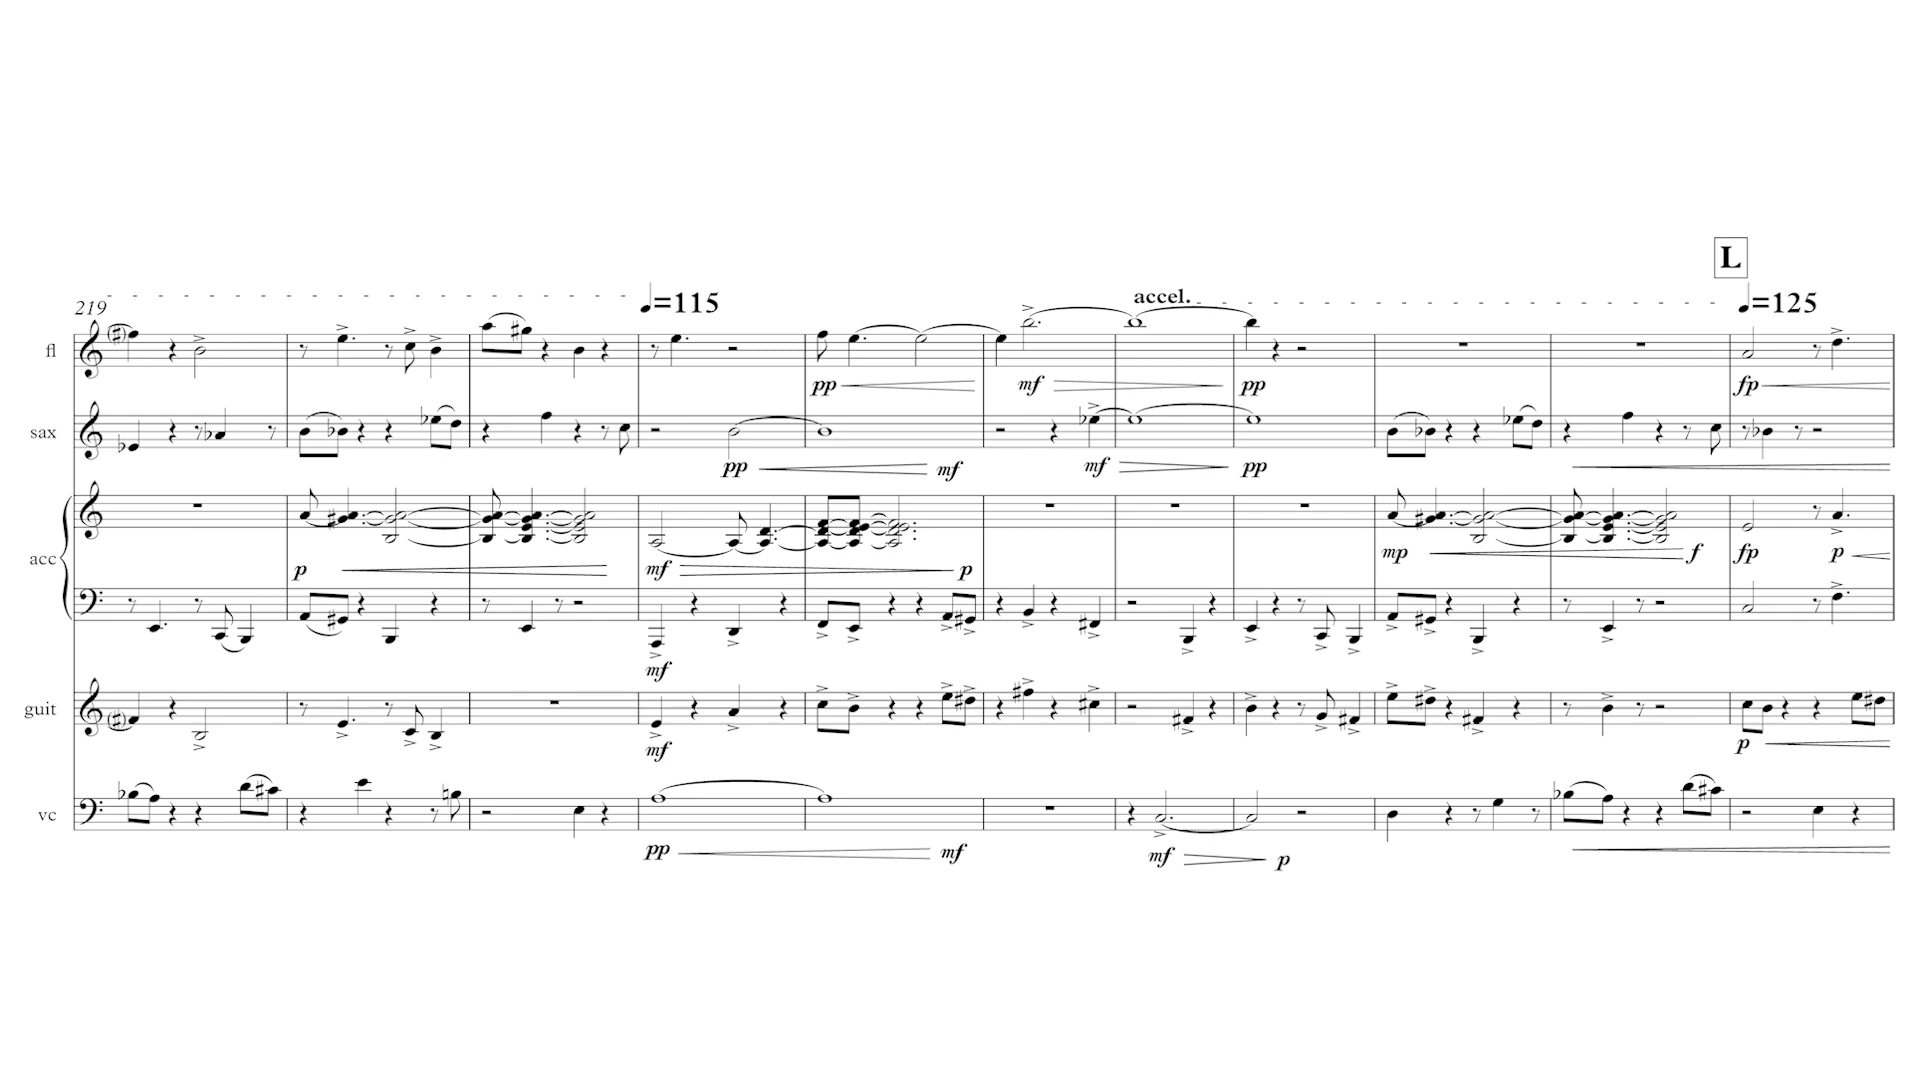 L
219
♩=115
accel.
♩=125
fl
pp mf pp fp
sax
pp mf mf pp
acc
p mf p mp f fp p
mf
guit
mf p
vc
pp mf mf p